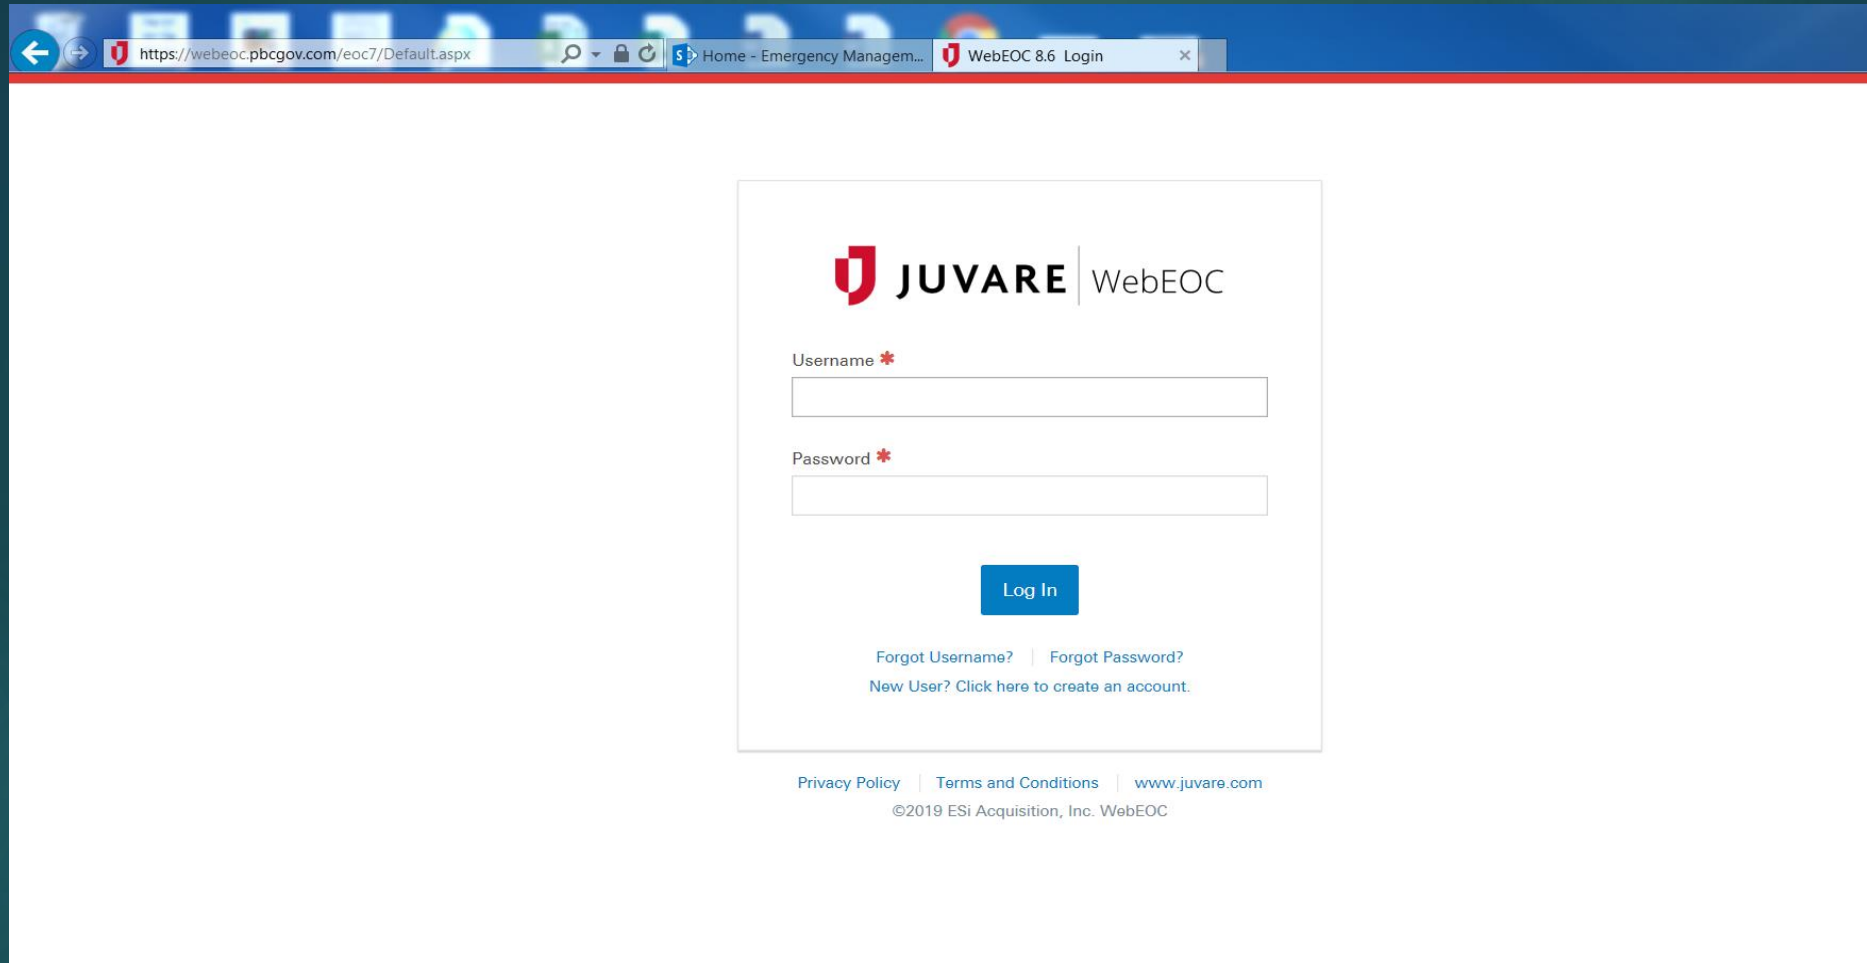 https://webeoc.pbcgov.com/eoc7/Default.aspx
Home - Emergency Managem...
WebEOC 8.6 Login
JUVARE WebEOC
Username *
Password *
Log In
Forgot Username? Forgot Password?
New User? Click here to create an account.
Privacy Policy Terms and Conditions www.juvare.com
©2019 ESi Acquisition, Inc. WebEOC